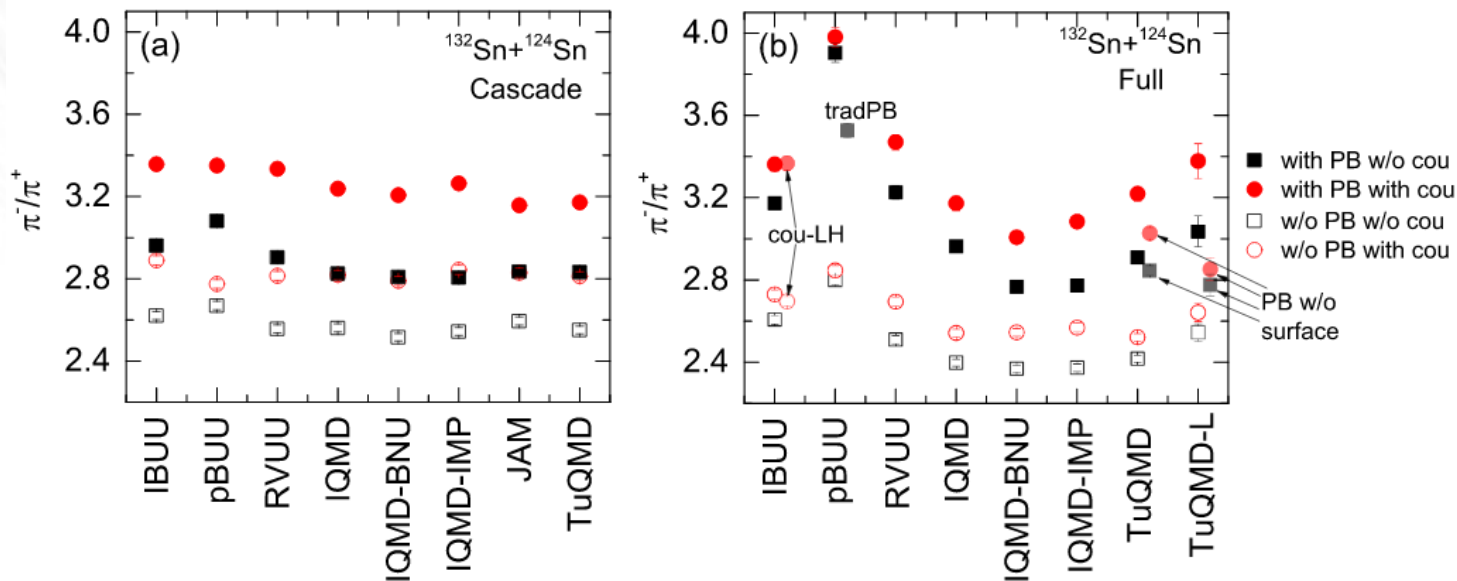 (a)
¹³²Sn+¹²⁴Sn
Cascade
π⁻/π⁺
4.0
3.6
3.2
2.8
2.4
IBUU
pBUU
RVUU
IQMD
IQMD-BNU
IQMD-IMP
JAM
TuQMD
(b)
¹³²Sn+¹²⁴Sn
Full
π⁻/π⁺
4.0
3.6
3.2
2.8
2.4
tradPB
cou-LH
PB w/o
surface
IBUU
pBUU
RVUU
IQMD
IQMD-BNU
IQMD-IMP
TuQMD
TuQMD-L
with PB w/o cou
with PB with cou
w/o PB w/o cou
w/o PB with cou